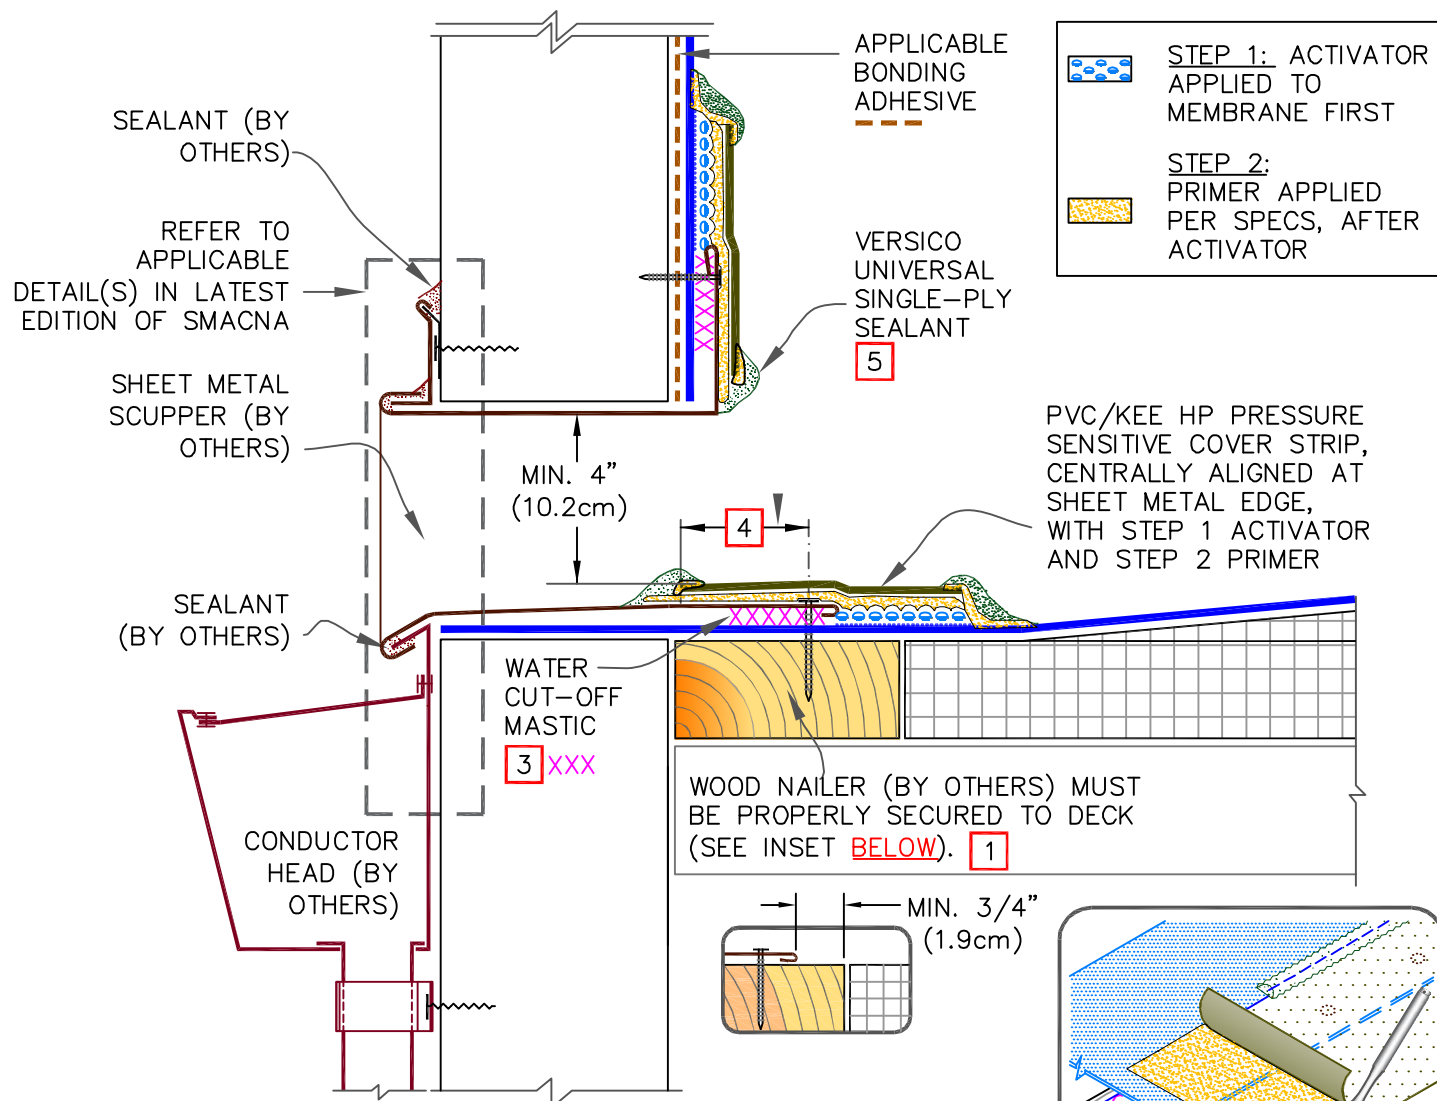 APPLICABLE
BONDING
ADHESIVE
STEP 1: ACTIVATOR
APPLIED TO
MEMBRANE FIRST
STEP 2:
PRIMER APPLIED
PER SPECS, AFTER
ACTIVATOR
SEALANT (BY
OTHERS)
REFER TO
APPLICABLE
DETAIL(S) IN LATEST
EDITION OF SMACNA
VERSICO
UNIVERSAL
SINGLE-PLY
SEALANT
5
SHEET METAL
SCUPPER (BY
OTHERS)
MIN. 4"
(10.2cm)
PVC/KEE HP PRESSURE
SENSITIVE COVER STRIP,
CENTRALLY ALIGNED AT
SHEET METAL EDGE,
WITH STEP 1 ACTIVATOR
AND STEP 2 PRIMER
4
SEALANT
(BY OTHERS)
WATER
CUT-OFF
MASTIC
3 XXX
WOOD NAILER (BY OTHERS) MUST
BE PROPERLY SECURED TO DECK
(SEE INSET BELOW). 1
CONDUCTOR
HEAD (BY
OTHERS)
MIN. 3/4"
(1.9cm)